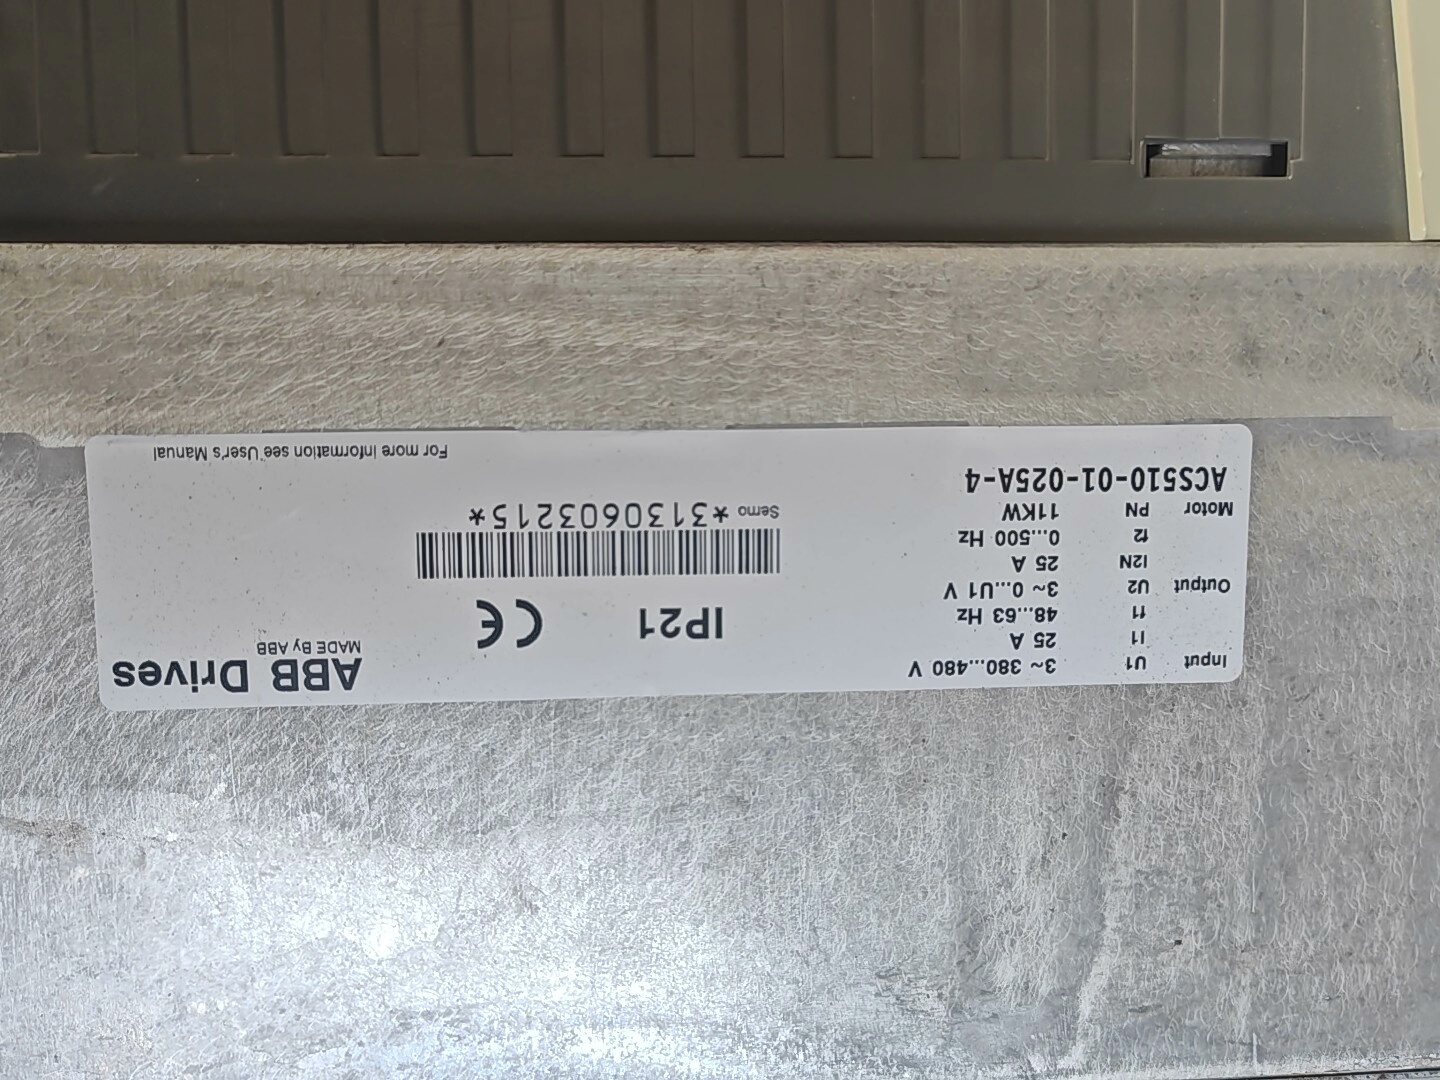 ABB Drives
MADE By ABB
Input U1 3~ 380...480 V
I1 25 A
f1 48...63 Hz
Output U2 3~ 0...U1 V
I2N 25 A
f2 0...500 Hz
Motor PN 11KW
ACS510-01-025A-4
IP21
CE
Serno *3130603215*
For more information see User's Manual